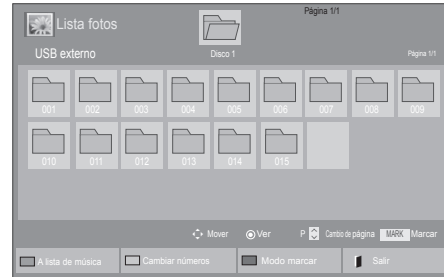 Página 1/1
Lista fotos
USB externo
Disco 1
Página 1/1
001 002 003 004 005 006 007 008 009
010 011 012 013 014 015
Mover Ver P Cambio de página MARK Marcar
A lista de música Cambiar números Modo marcar Salir